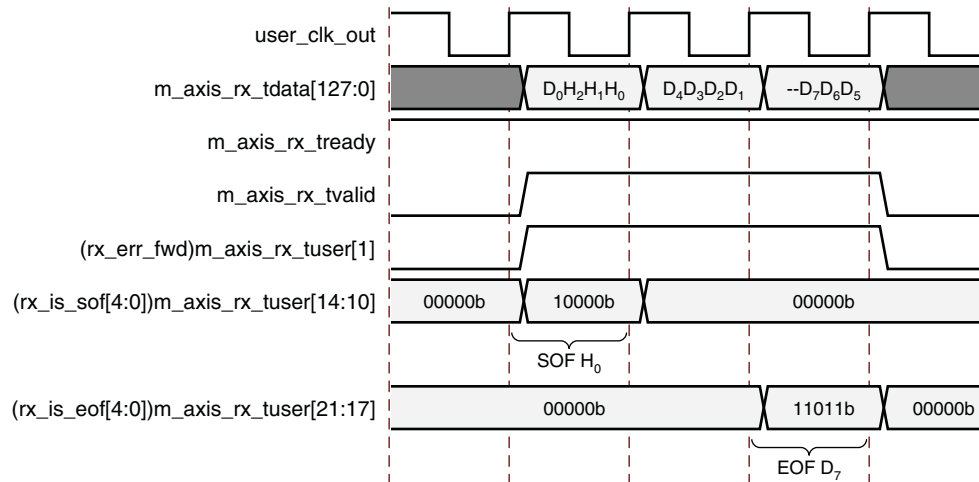 user_clk_out
m_axis_rx_tdata[127:0] D₀H₂H₁H₀ D₄D₃D₂D₁ --D₇D₆D₅
m_axis_rx_tready
m_axis_rx_tvalid
(rx_err_fwd)m_axis_rx_tuser[1]
(rx_is_sof[4:0])m_axis_rx_tuser[14:10] 00000b 10000b 00000b
SOF H₀
(rx_is_eof[4:0])m_axis_rx_tuser[21:17] 00000b 11011b 00000b
EOF D₇